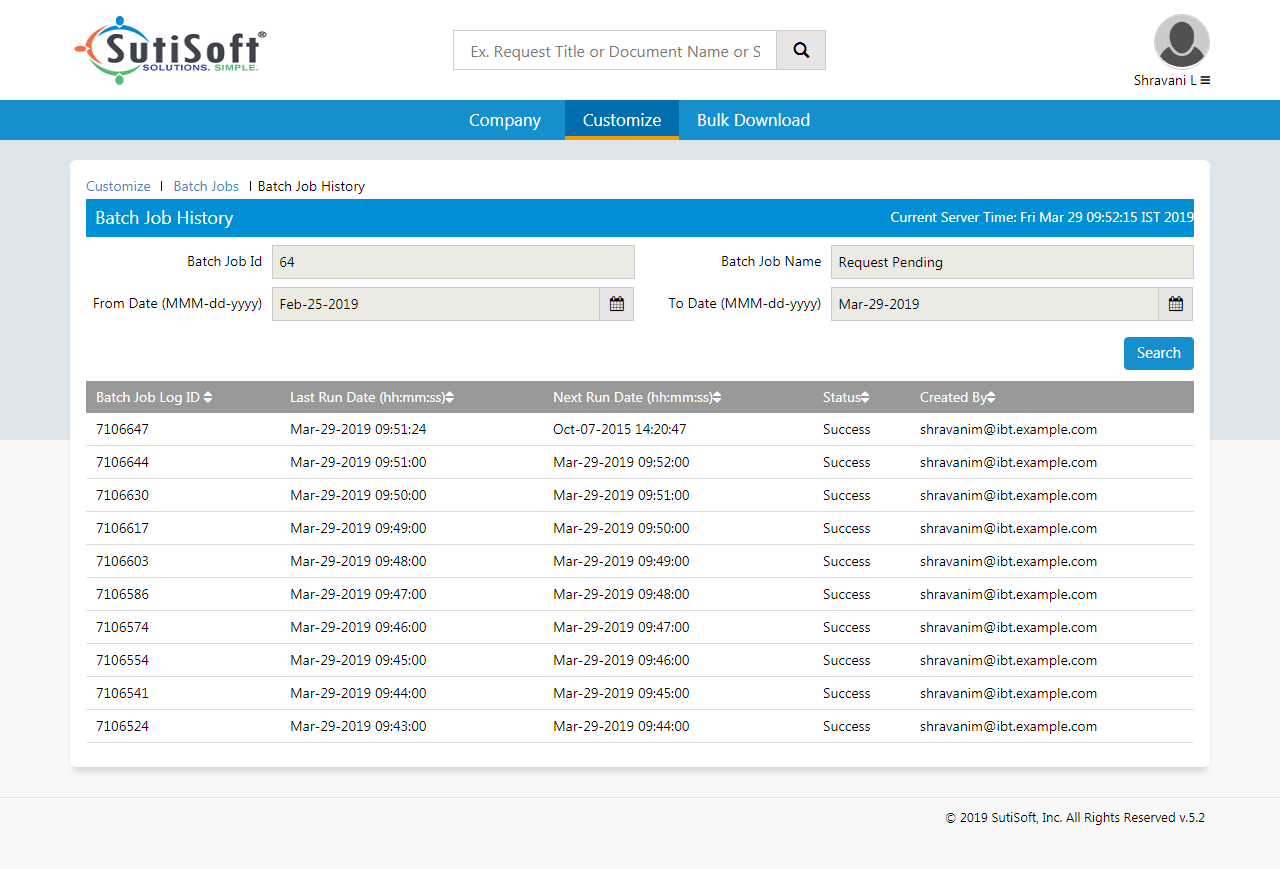 SutiSoft®
SOLUTIONS. SIMPLE.
Ex. Request Title or Document Name or S
Shravani L
Company Customize Bulk Download
Customize I Batch Jobs I Batch Job History
Batch Job History Current Server Time: Fri Mar 29 09:52:15 IST 2019
Batch Job Id 64 Batch Job Name Request Pending
From Date (MMM-dd-yyyy) Feb-25-2019 To Date (MMM-dd-yyyy) Mar-29-2019
Search
Batch Job Log ID Last Run Date (hh:mm:ss) Next Run Date (hh:mm:ss) Status Created By
7106647 Mar-29-2019 09:51:24 Oct-07-2015 14:20:47 Success shravanim@ibt.example.com
7106644 Mar-29-2019 09:51:00 Mar-29-2019 09:52:00 Success shravanim@ibt.example.com
7106630 Mar-29-2019 09:50:00 Mar-29-2019 09:51:00 Success shravanim@ibt.example.com
7106617 Mar-29-2019 09:49:00 Mar-29-2019 09:50:00 Success shravanim@ibt.example.com
7106603 Mar-29-2019 09:48:00 Mar-29-2019 09:49:00 Success shravanim@ibt.example.com
7106586 Mar-29-2019 09:47:00 Mar-29-2019 09:48:00 Success shravanim@ibt.example.com
7106574 Mar-29-2019 09:46:00 Mar-29-2019 09:47:00 Success shravanim@ibt.example.com
7106554 Mar-29-2019 09:45:00 Mar-29-2019 09:46:00 Success shravanim@ibt.example.com
7106541 Mar-29-2019 09:44:00 Mar-29-2019 09:45:00 Success shravanim@ibt.example.com
7106524 Mar-29-2019 09:43:00 Mar-29-2019 09:44:00 Success shravanim@ibt.example.com
© 2019 SutiSoft, Inc. All Rights Reserved v.5.2